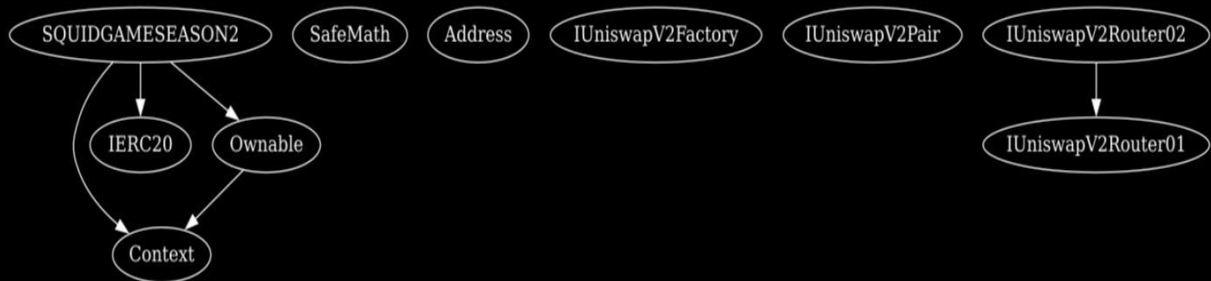 SQUIDGAMESEASON2
SafeMath
Address
IUniswapV2Factory
IUniswapV2Pair
IUniswapV2Router02
IERC20
Ownable
IUniswapV2Router01
Context